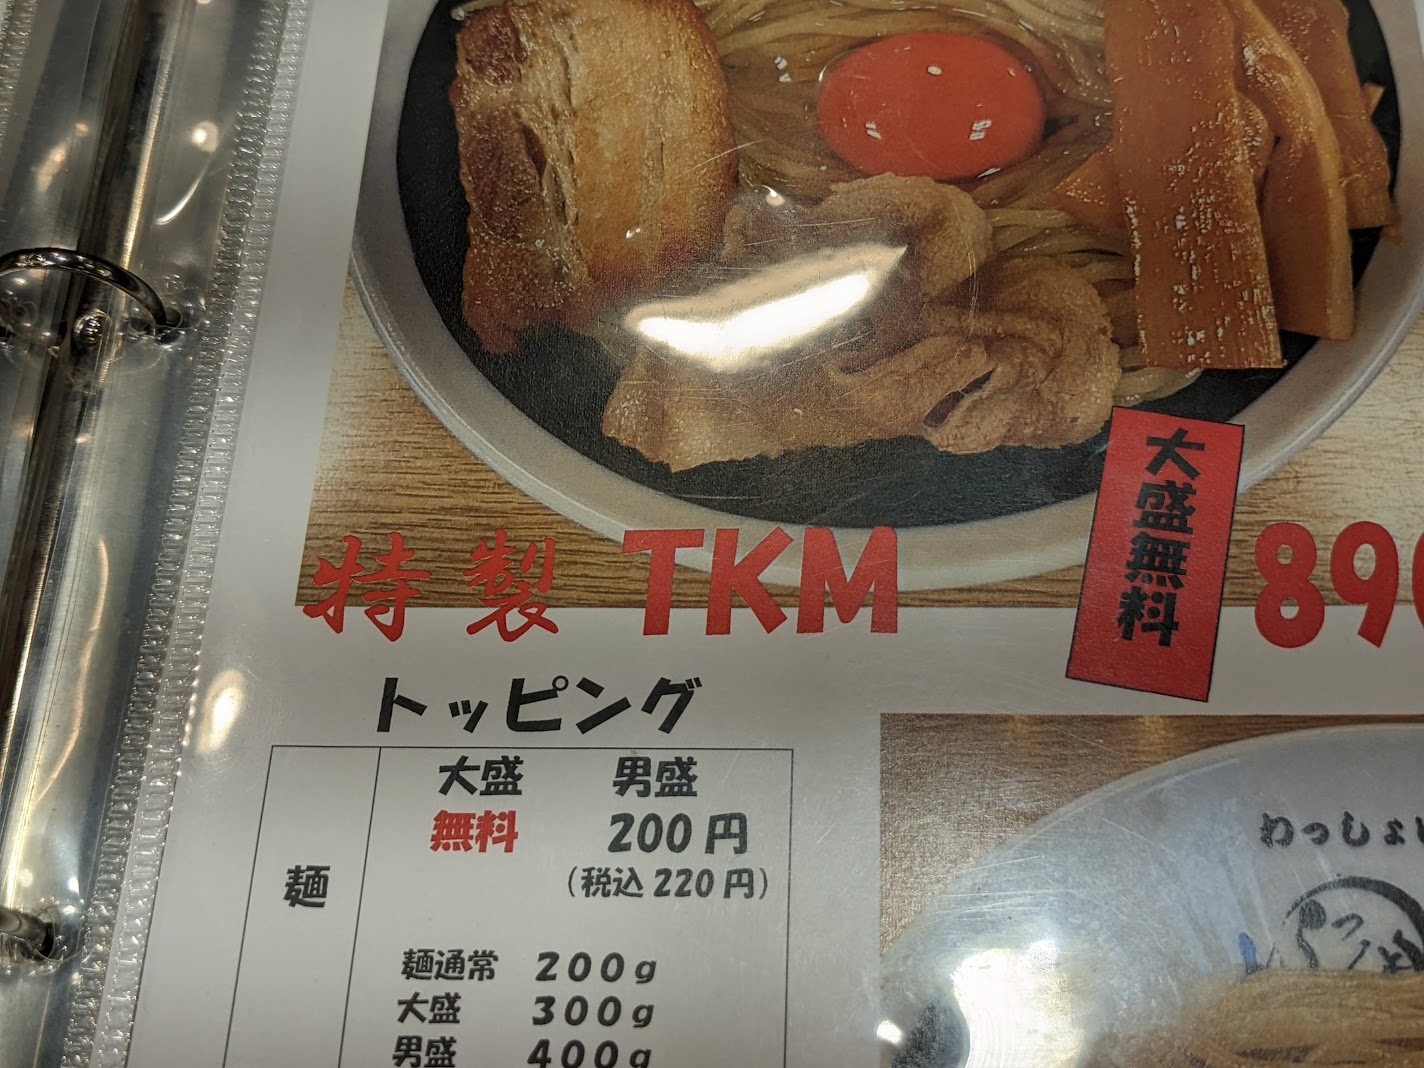 特製 TKM
大盛無料
89
トッピング
大盛 男盛
無料 200円
(税込220円)
麺
麺通常 200g
大盛 300g
男盛 400g
わっしょい